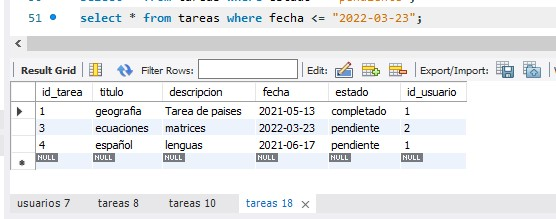 51 select * from tareas where fecha <= "2022-03-23";
Result Grid Filter Rows: Edit: Export/Import:
id_tarea titulo descripcion fecha estado id_usuario
1 geografia Tarea de paises 2021-05-13 completado 1
3 ecuaciones matrices 2022-03-23 pendiente 2
4 español lenguas 2021-06-17 pendiente 1
NULL NULL NULL NULL NULL NULL
usuarios 7 tareas 8 tareas 10 tareas 18